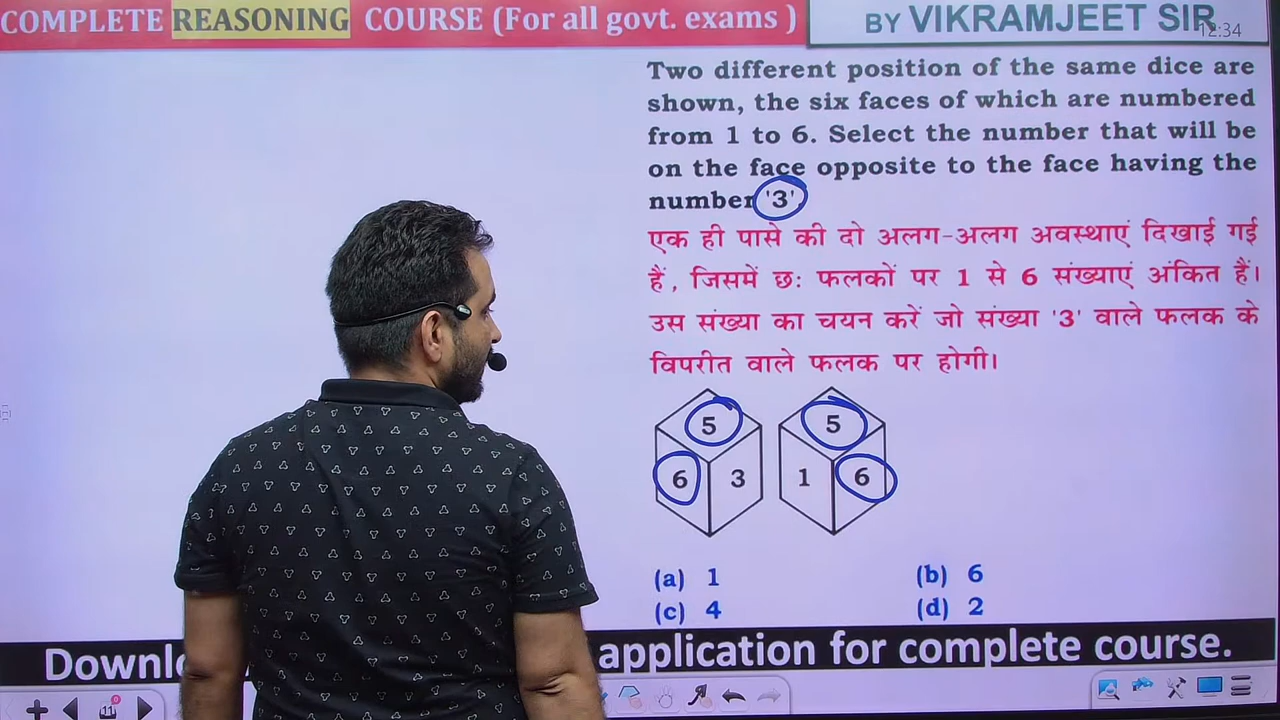 COMPLETE REASONING COURSE (For all govt. exams )
BY VIKRAMJEET SIR
12:34
Two different position of the same dice are
shown, the six faces of which are numbered
from 1 to 6. Select the number that will be
on the face opposite to the face having the
number '3'.
एक ही पासे की दो अलग-अलग अवस्थाएं दिखाई गई
हैं, जिसमें छः फलकों पर 1 से 6 संख्याएं अंकित हैं।
उस संख्या का चयन करें जो संख्या '3' वाले फलक के
विपरीत वाले फलक पर होगी।
5 5
6 3 1 6
(a) 1 (b) 6
(c) 4 (d) 2
application for complete course.
11